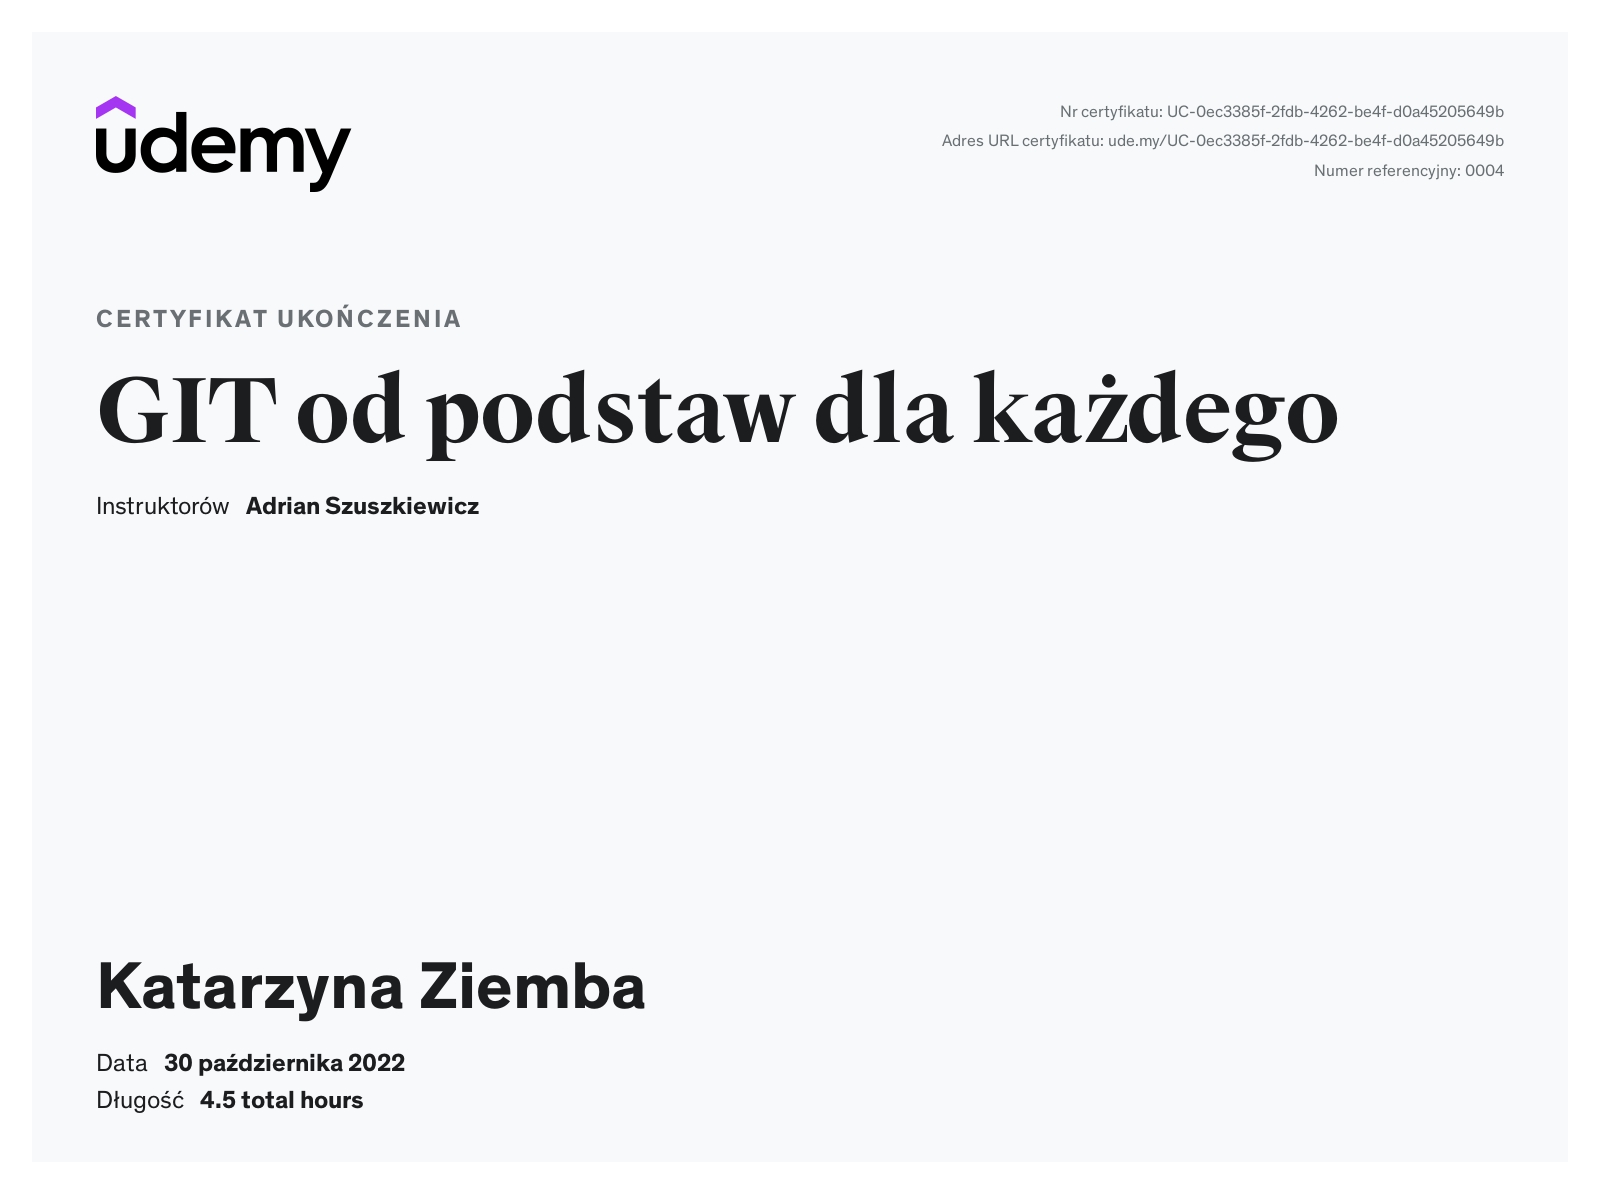 udemy
Nr certyfikatu: UC-0ec3385f-2fdb-4262-be4f-d0a45205649b
Adres URL certyfikatu: ude.my/UC-0ec3385f-2fdb-4262-be4f-d0a45205649b
Numer referencyjny: 0004
CERTYFIKAT UKOŃCZENIA
GIT od podstaw dla każdego
Instruktorów Adrian Szuszkiewicz
Katarzyna Ziemba
Data 30 października 2022
Długość 4.5 total hours